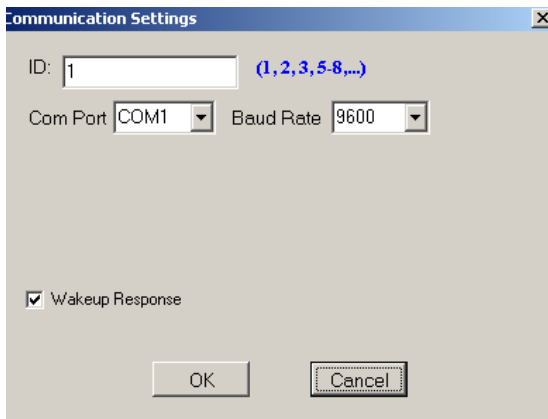 Communication Settings
ID: 1 (1, 2, 3, 5-8,...)
Com Port COM1 Baud Rate 9600
Wakeup Response
OK Cancel